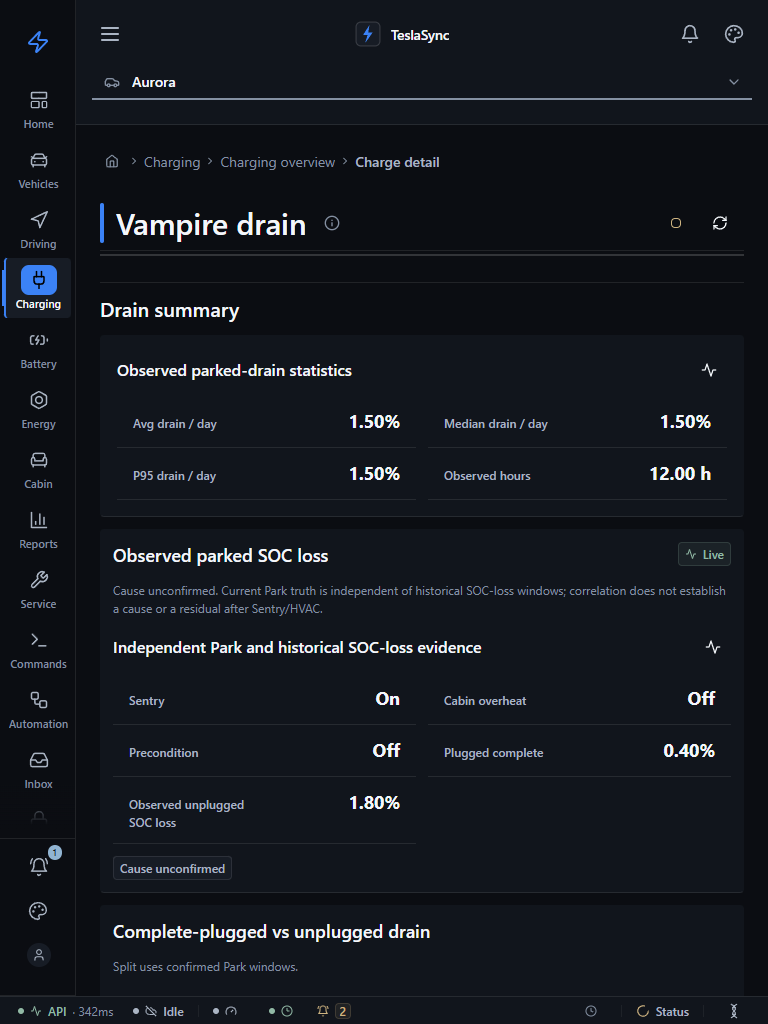 TeslaSync
Aurora
Home
Vehicles
Driving
Charging
Battery
Energy
Cabin
Reports
Service
Commands
Automation
Inbox
1
Charging
Charging overview
Charge detail
Vampire drain
Drain summary
Observed parked-drain statistics
Avg drain / day
1.50%
Median drain / day
1.50%
P95 drain / day
1.50%
Observed hours
12.00 h
Observed parked SOC loss
Live
Cause unconfirmed. Current Park truth is independent of historical SOC-loss windows; correlation does not establish
a cause or a residual after Sentry/HVAC.
Independent Park and historical SOC-loss evidence
Sentry
On
Cabin overheat
Off
Precondition
Off
Plugged complete
0.40%
Observed unplugged
SOC loss
1.80%
Cause unconfirmed
Complete-plugged vs unplugged drain
Split uses confirmed Park windows.
API · 342ms
Idle
2
Status